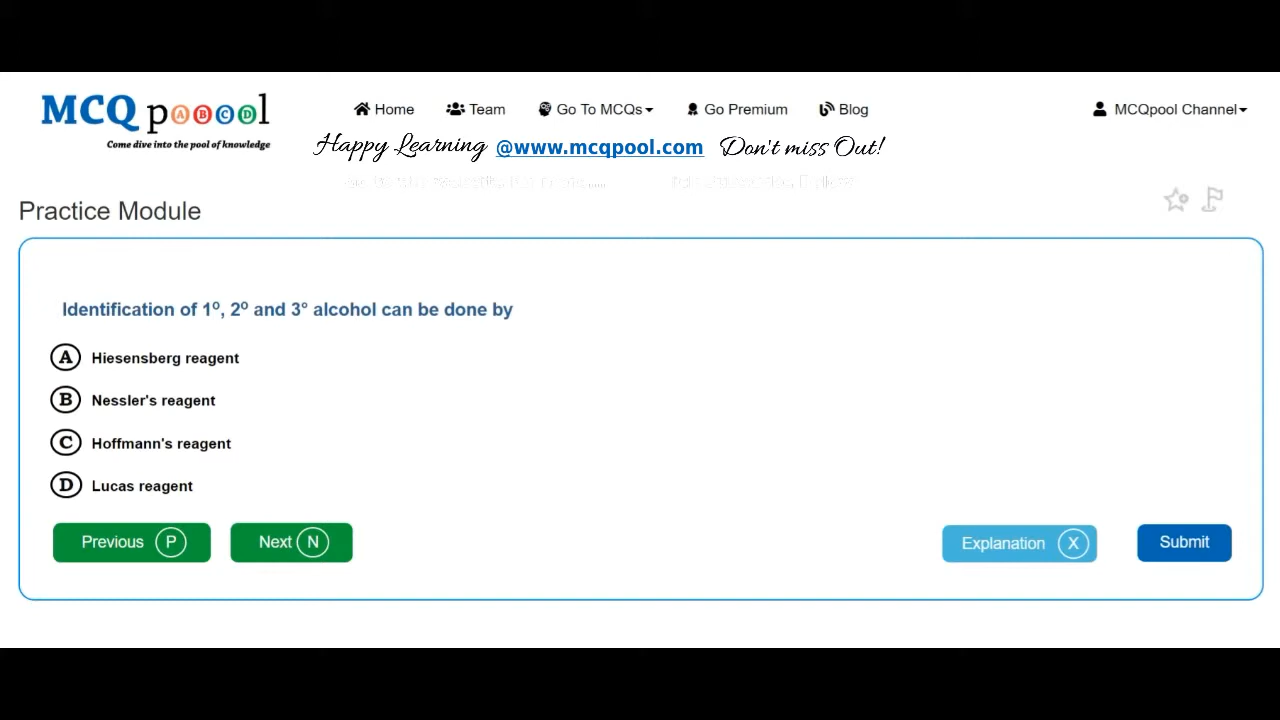 MCQ pooool
Come dive into the pool of knowledge
Home Team Go To MCQs Go Premium Blog MCQpool Channel
Happy Learning @www.mcqpool.com Don't miss Out!
Practice Module
Identification of 1º, 2º and 3° alcohol can be done by
A Hiesensberg reagent
B Nessler's reagent
C Hoffmann's reagent
D Lucas reagent
Previous P Next N Explanation X Submit